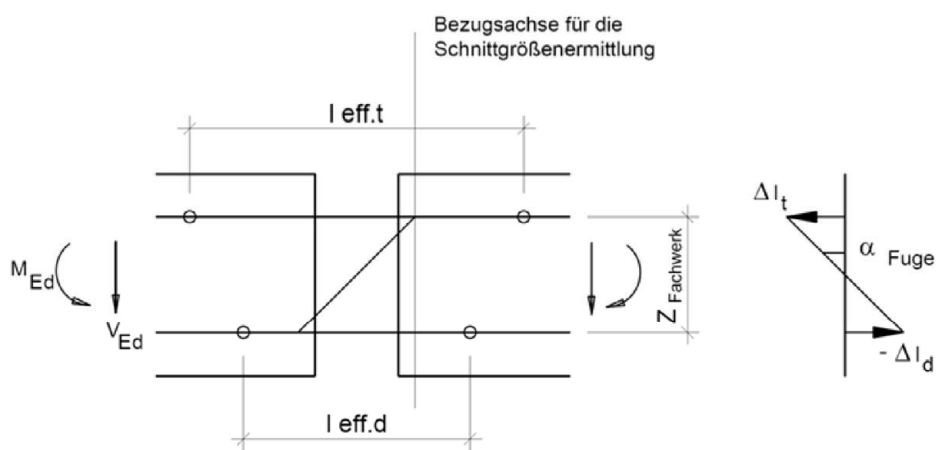 Bezugsachse für die
Schnittgrößenermittlung
l eff.t
M Ed
V Ed
Z Fachwerk
Δ l t
α Fuge
- Δ l d
l eff.d